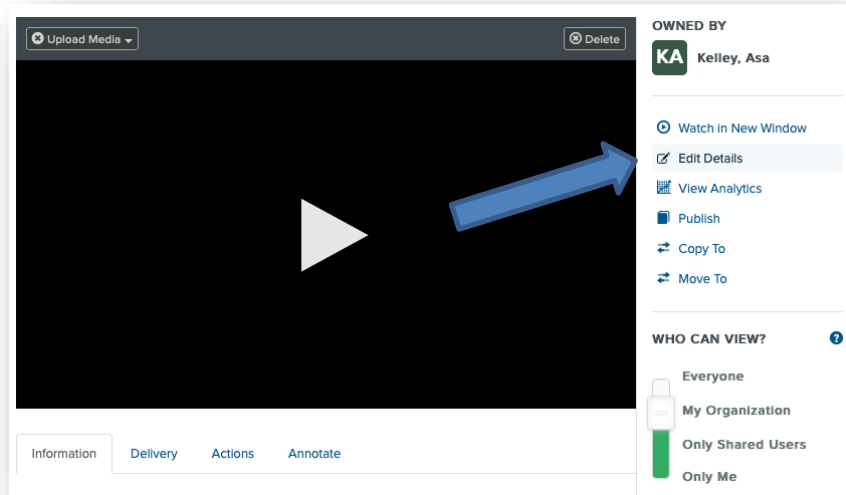 Upload Media
Delete
Information
Delivery
Actions
Annotate
OWNED BY
KA
Kelley, Asa
Watch in New Window
Edit Details
View Analytics
Publish
Copy To
Move To
WHO CAN VIEW?
?
Everyone
My Organization
Only Shared Users
Only Me